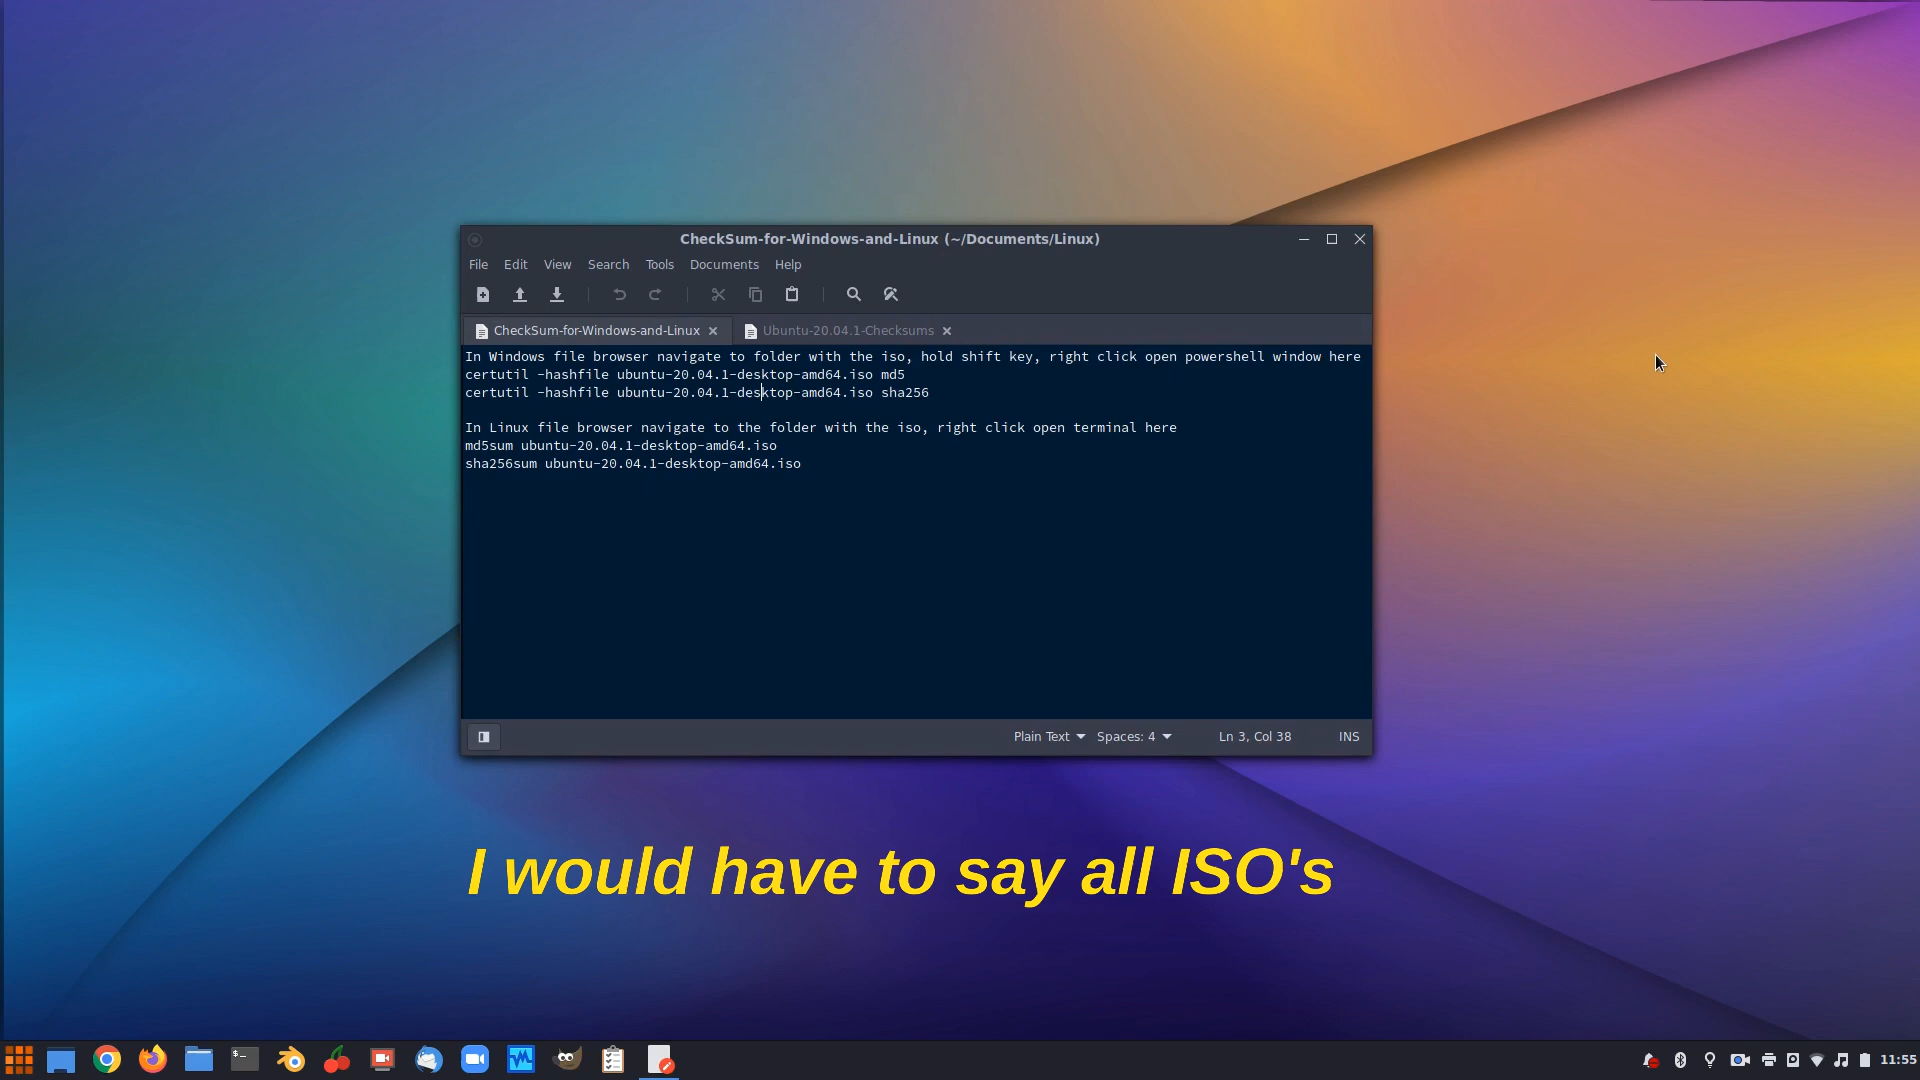 CheckSum-for-Windows-and-Linux (~/Documents/Linux)
File Edit View Search Tools Documents Help
CheckSum-for-Windows-and-Linux Ubuntu-20.04.1-Checksums
In Windows file browser navigate to folder with the iso, hold shift key, right click open powershell window here
certutil -hashfile ubuntu-20.04.1-desktop-amd64.iso md5
certutil -hashfile ubuntu-20.04.1-desktop-amd64.iso sha256
In Linux file browser navigate to the folder with the iso, right click open terminal here
md5sum ubuntu-20.04.1-desktop-amd64.iso
sha256sum ubuntu-20.04.1-desktop-amd64.iso
Plain Text Spaces: 4 Ln 3, Col 38 INS
I would have to say all ISO's
11:55